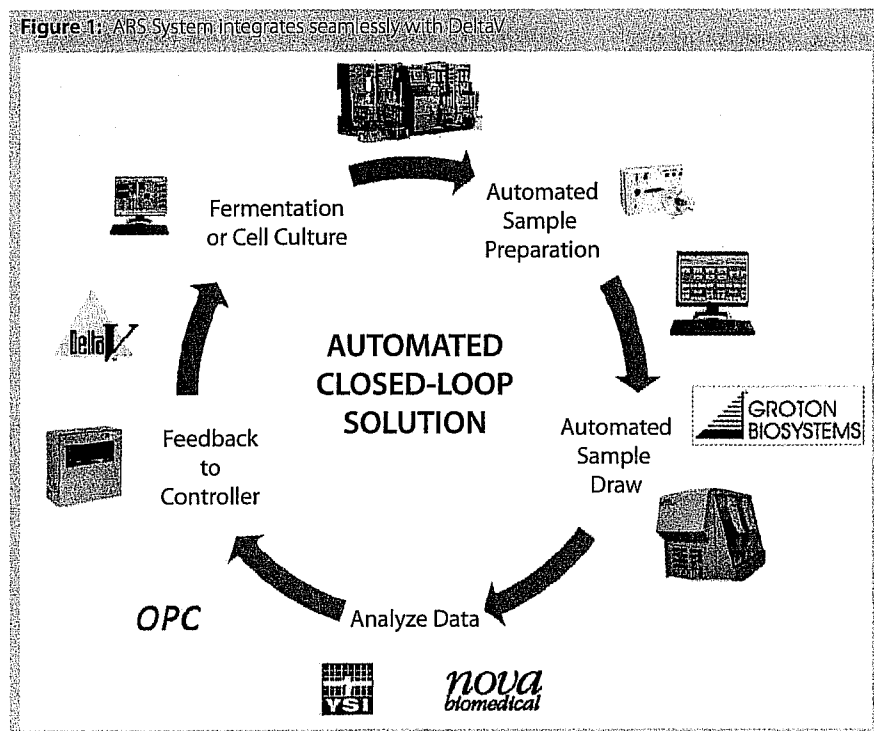 Figure 1: ARS System integrates seamlessly with DeltaV
Fermentation
or Cell Culture
Automated
Sample
Preparation
DeltaV
AUTOMATED
CLOSED-LOOP
SOLUTION
GROTON
BIOSYSTEMS
Automated
Sample
Draw
Feedback
to
Controller
OPC
Analyze Data
YSI
nova
biomedical